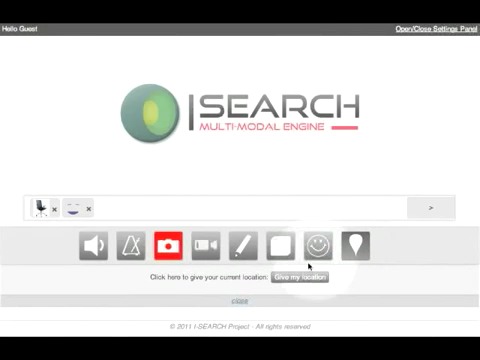 Hello Guest
Open/Close Settings Panel
I SEARCH
MULTI-MODAL ENGINE
>
Click here to give your current location: Give my location
close
© 2011 I-SEARCH Project - All rights reserved